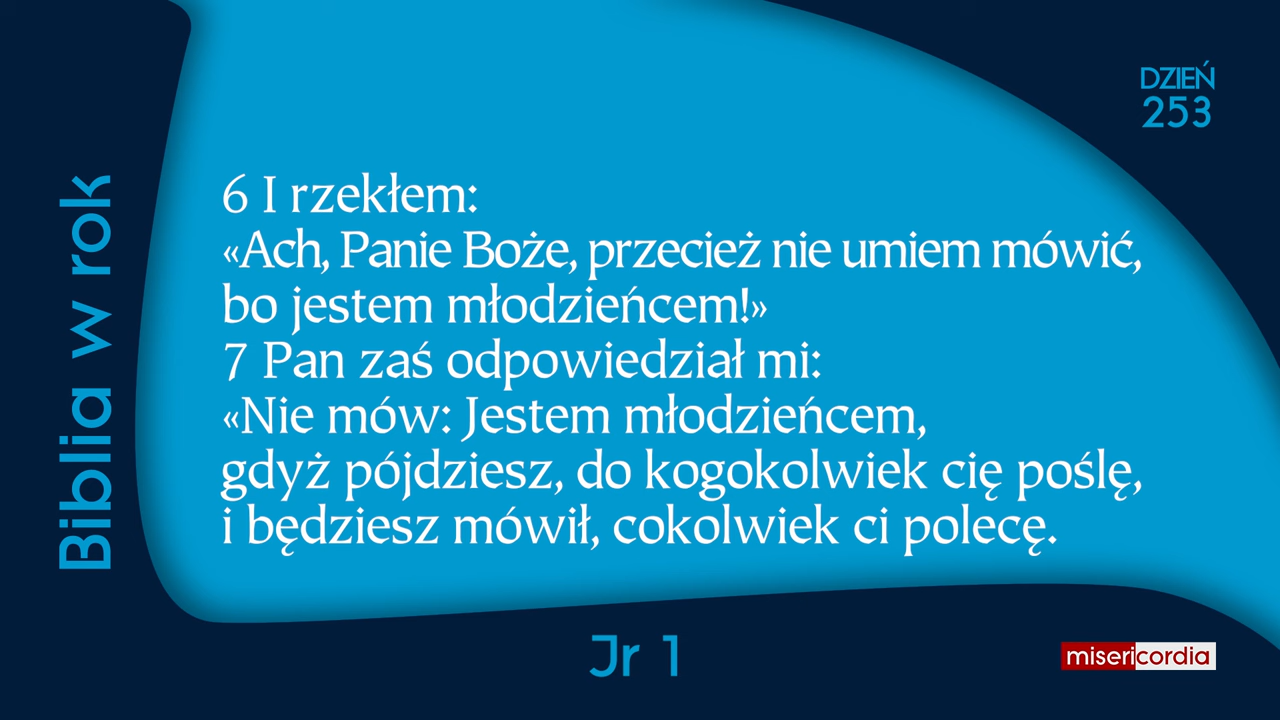 DZIEŃ
253
Biblia w rok
6 I rzekłem:
«Ach, Panie Boże, przecież nie umiem mówić,
bo jestem młodzieńcem!»
7 Pan zaś odpowiedział mi:
«Nie mów: Jestem młodzieńcem,
gdyż pójdziesz, do kogokolwiek cię poślę,
i będziesz mówił, cokolwiek ci polecę.
Jr 1
misericordia